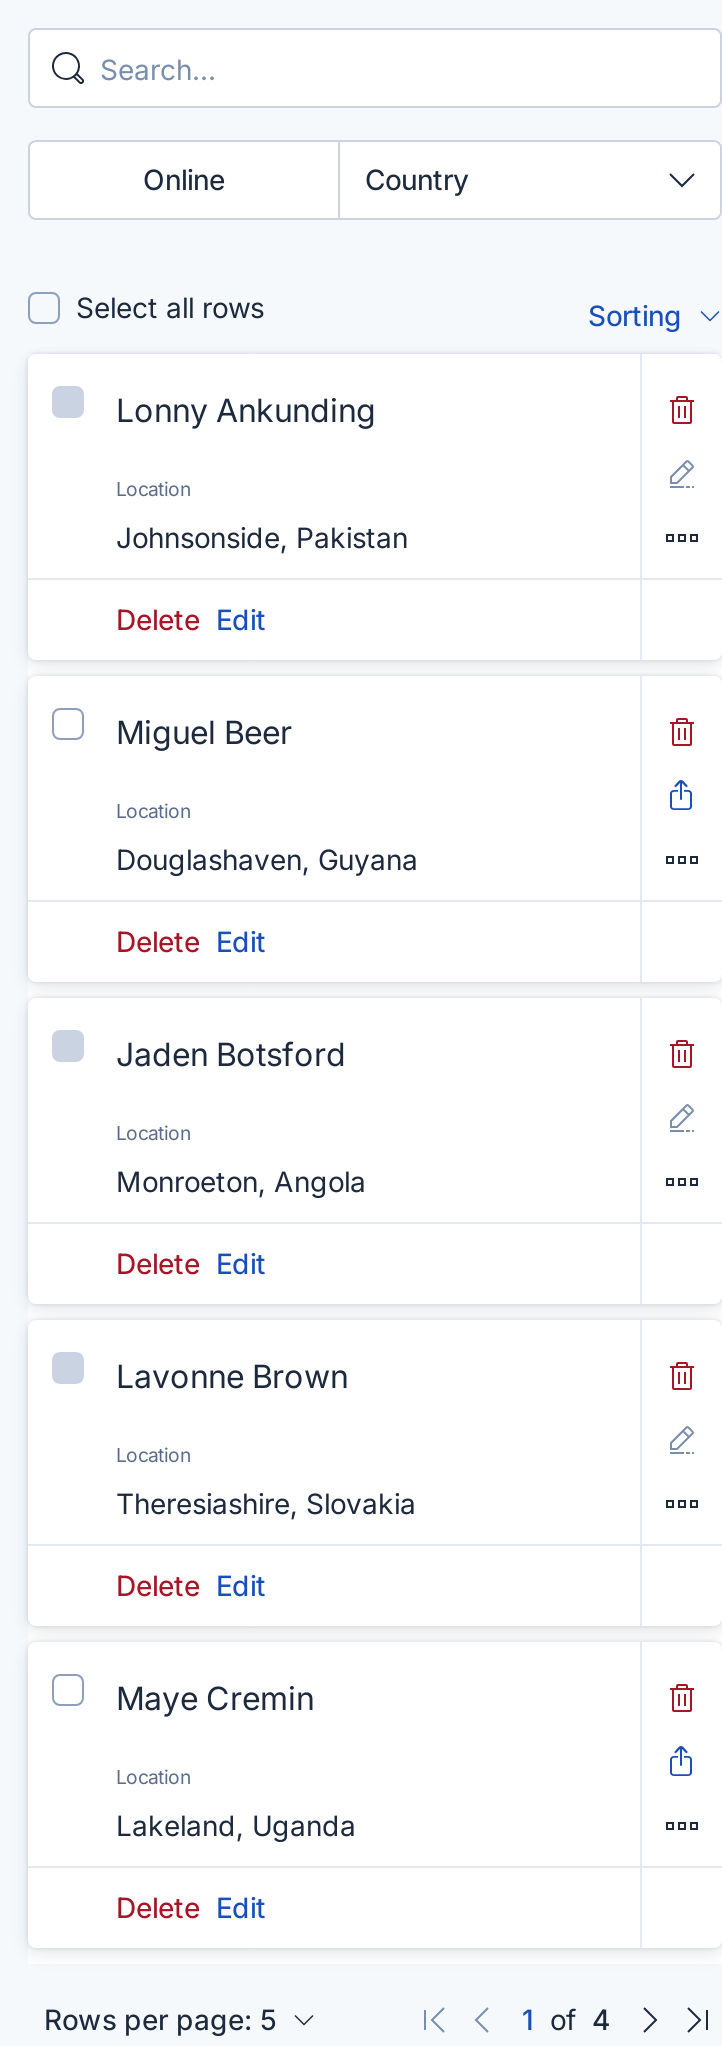 Search...
Online
Country
Select all rows
Sorting
Lonny Ankunding
Location
Johnsonside, Pakistan
Delete Edit
Miguel Beer
Location
Douglashaven, Guyana
Delete Edit
Jaden Botsford
Location
Monroeton, Angola
Delete Edit
Lavonne Brown
Location
Theresiashire, Slovakia
Delete Edit
Maye Cremin
Location
Lakeland, Uganda
Delete Edit
Rows per page: 5
1 of 4